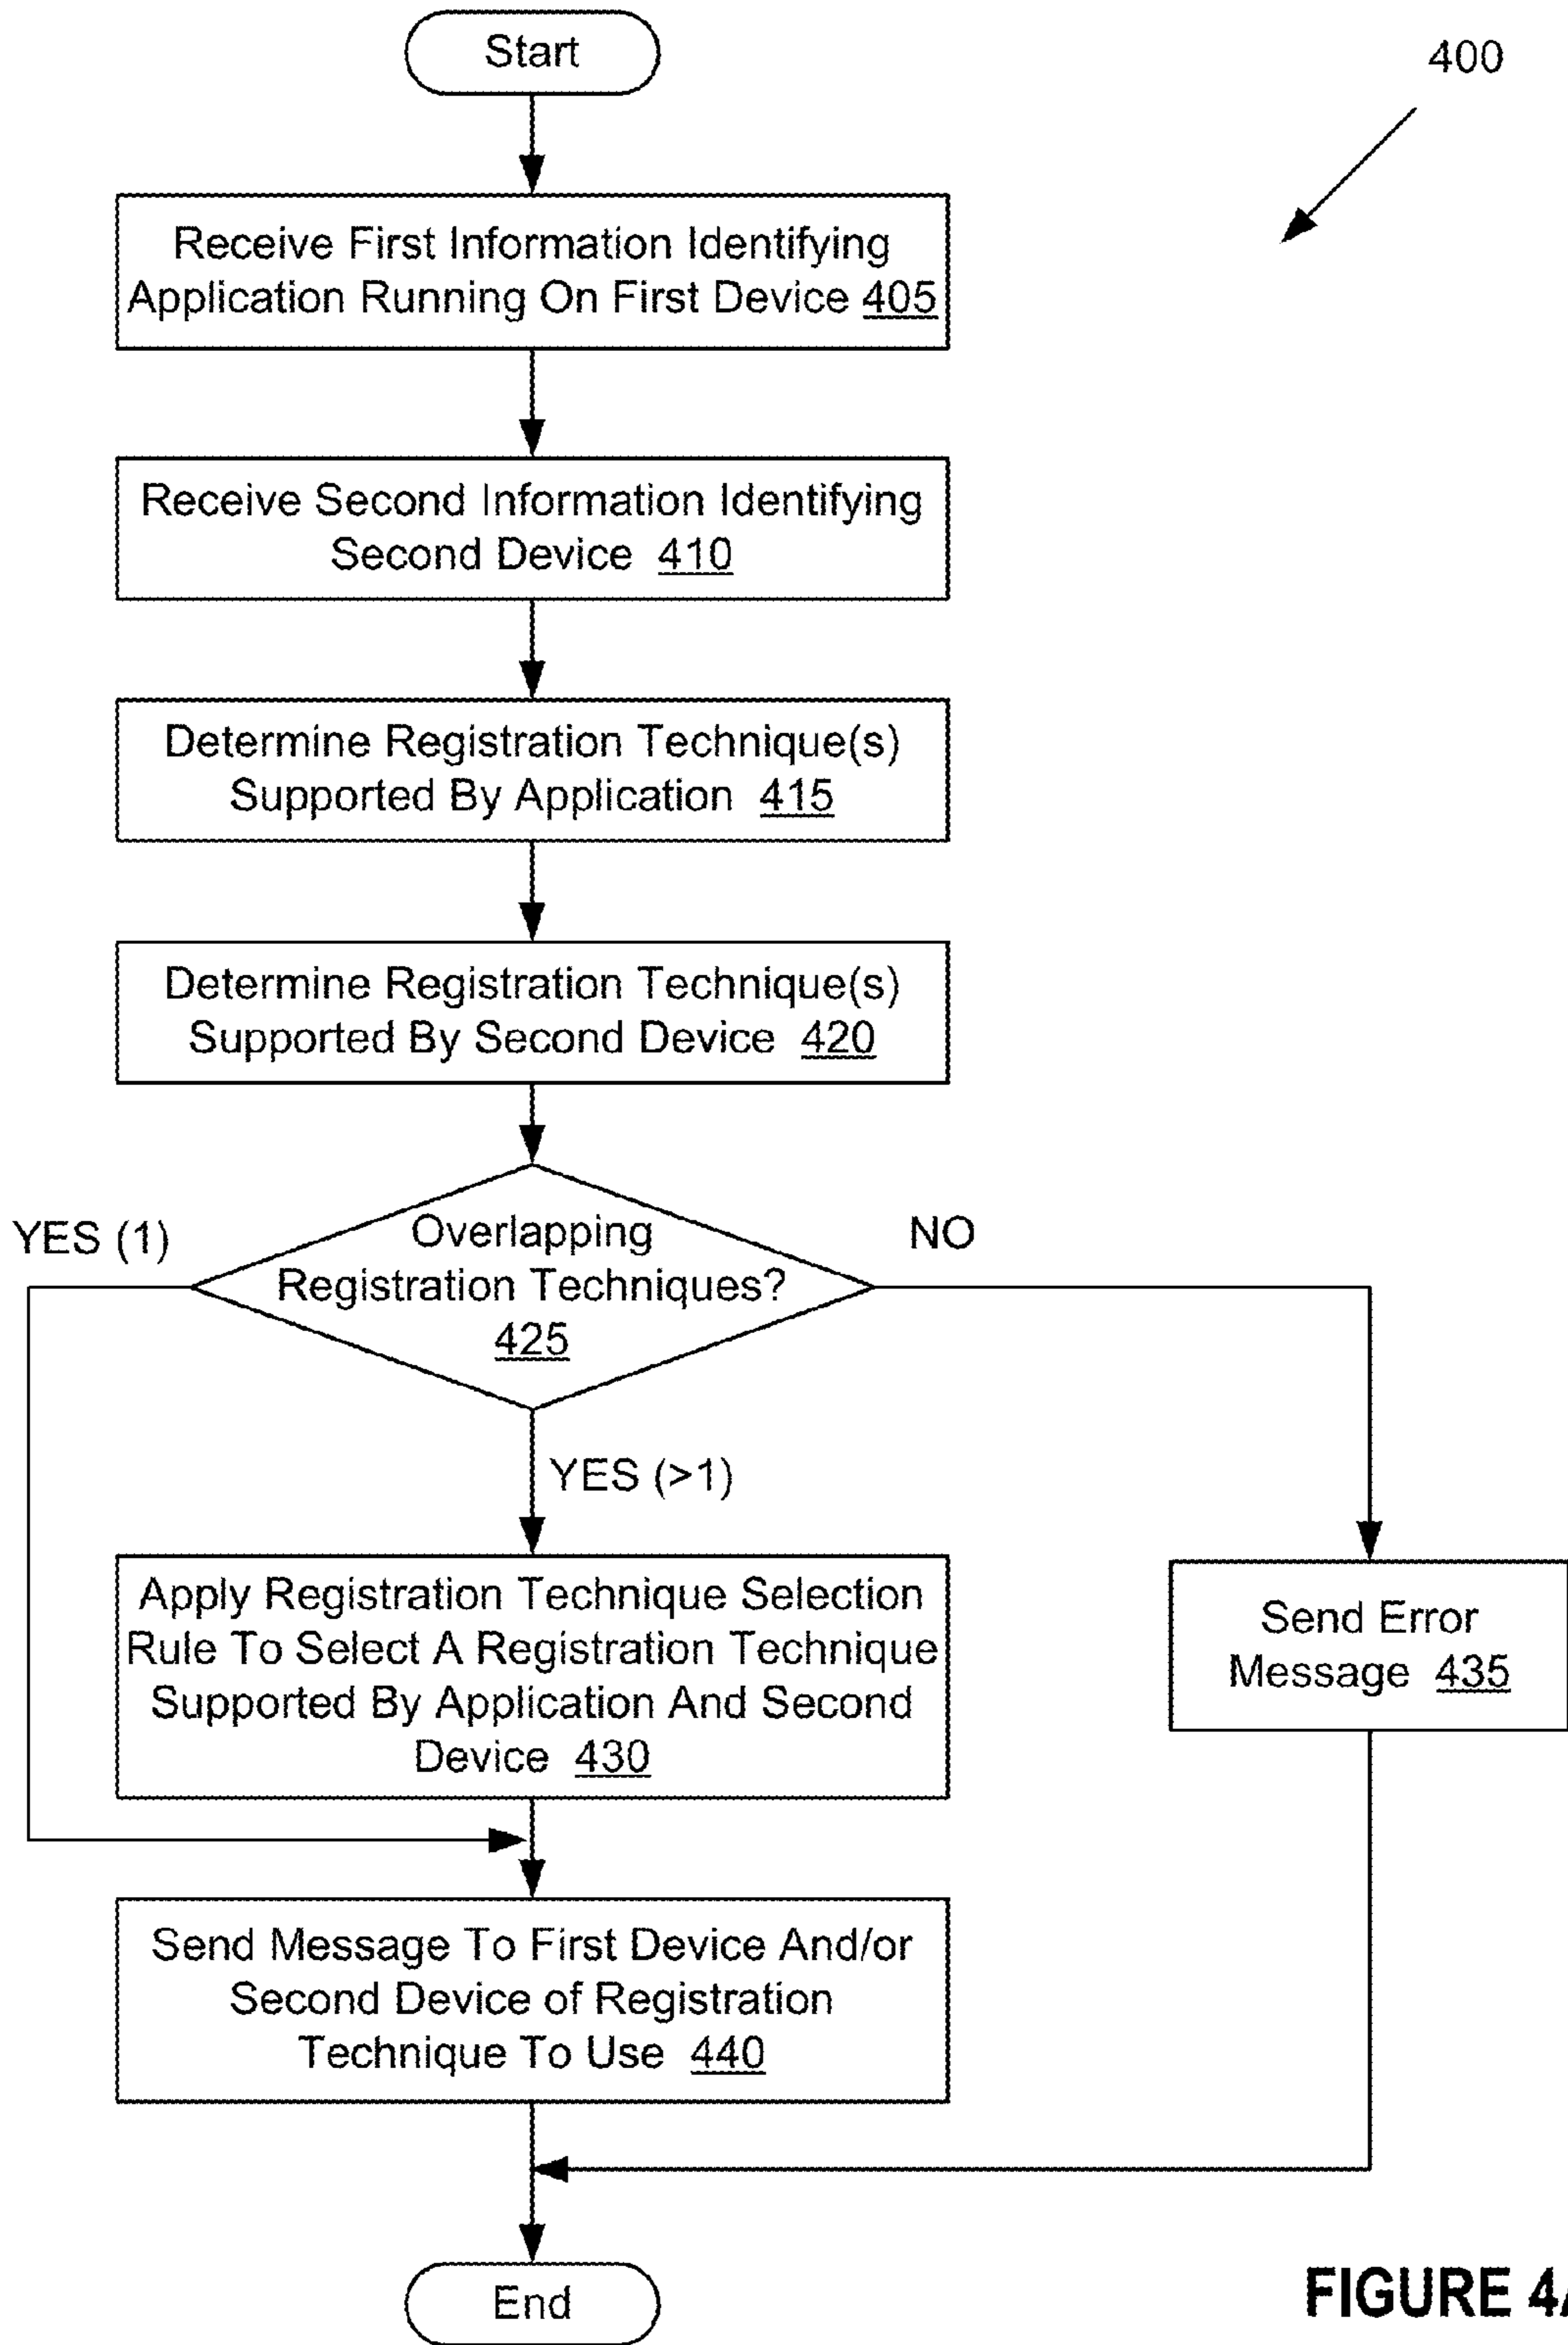 Start
400
Receive First Information Identifying
Application Running On First Device 405
Receive Second Information Identifying
Second Device 410
Determine Registration Technique(s)
Supported By Application 415
Determine Registration Technique(s)
Supported By Second Device 420
YES (1)
Overlapping
Registration Techniques?
425
NO
YES (>1)
Apply Registration Technique Selection
Rule To Select A Registration Technique
Supported By Application And Second
Device 430
Send Error
Message 435
Send Message To First Device And/or
Second Device of Registration
Technique To Use 440
End
FIGURE 4A